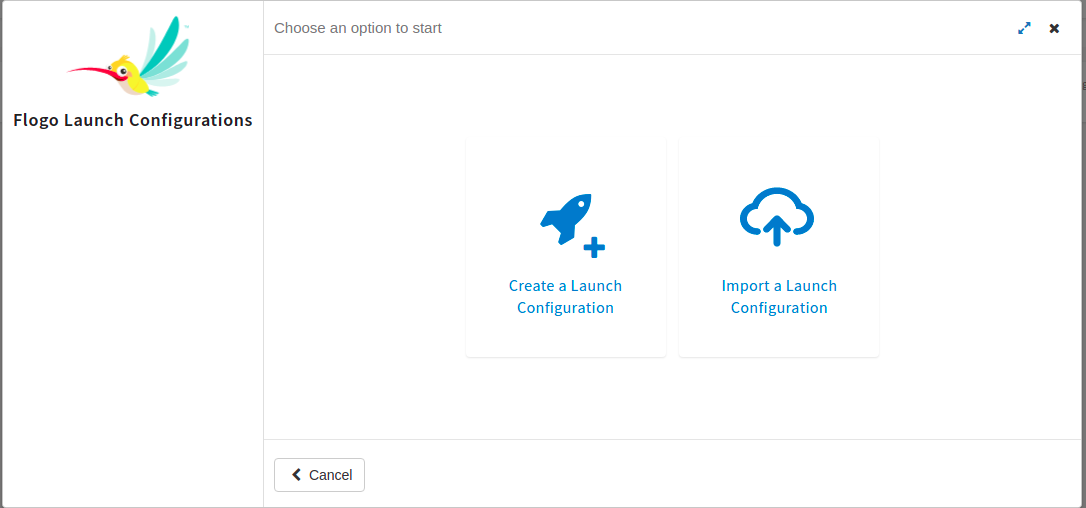 Choose an option to start
Flogo Launch Configurations
Create a Launch
Configuration
Import a Launch
Configuration
Cancel